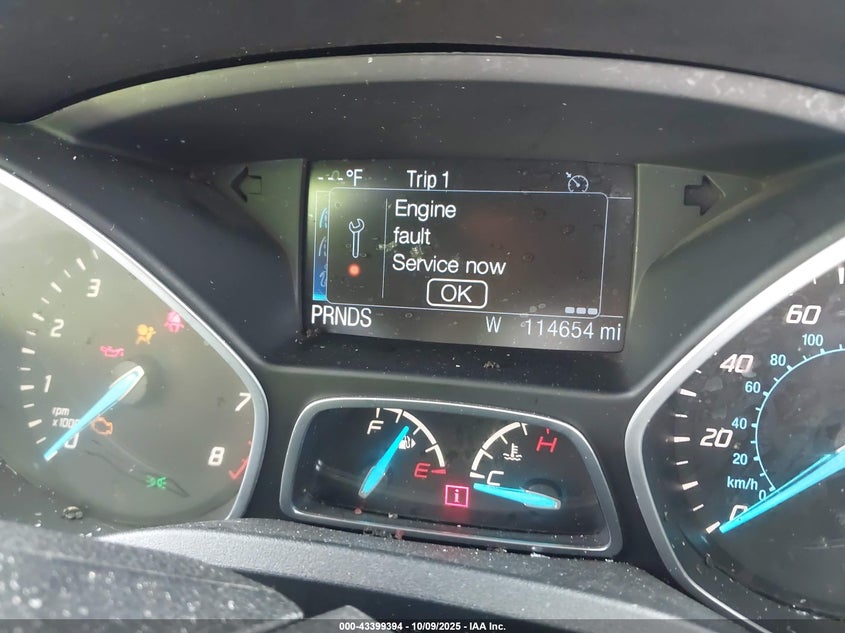 --- °F Trip 1
Engine
fault
Service now
OK
PRNDS W 114654 mi
3
2
1
0
rpm
x1000
7
8
F
E
H
C
i
60
40
20
0
100
80
60
40
20
0
km/h
000-43399394 - 10/09/2025 - IAA Inc.